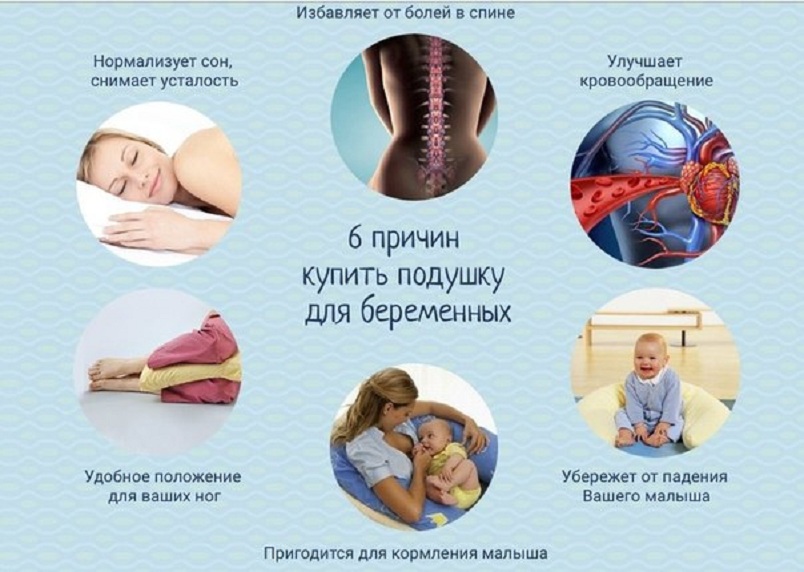 Избавляет от болей в спине
Нормализует сон,
снимает усталость
Улучшает
кровообращение
6 причин
купить подушку
для беременных
Удобное положение
для ваших ног
Убережет от падения
Вашего малыша
Пригодится для кормления малыша